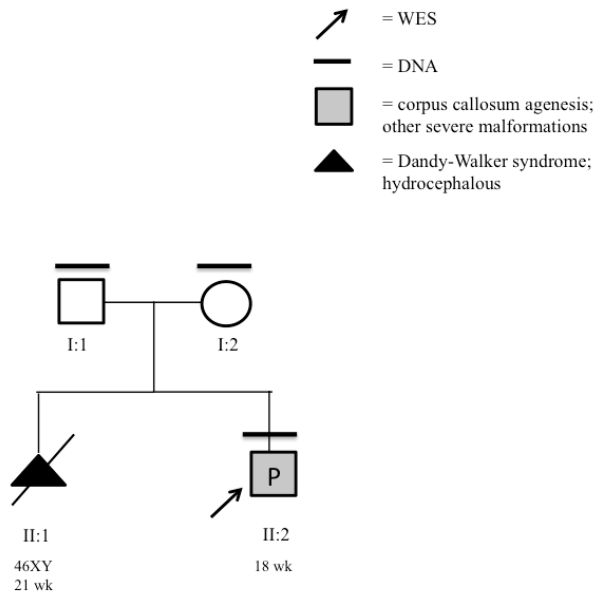 = WES
= DNA
= corpus callosum agenesis;
other severe malformations
= Dandy-Walker syndrome;
hydrocephalous
I:1
I:2
P
II:1
II:2
46XY
18 wk
21 wk